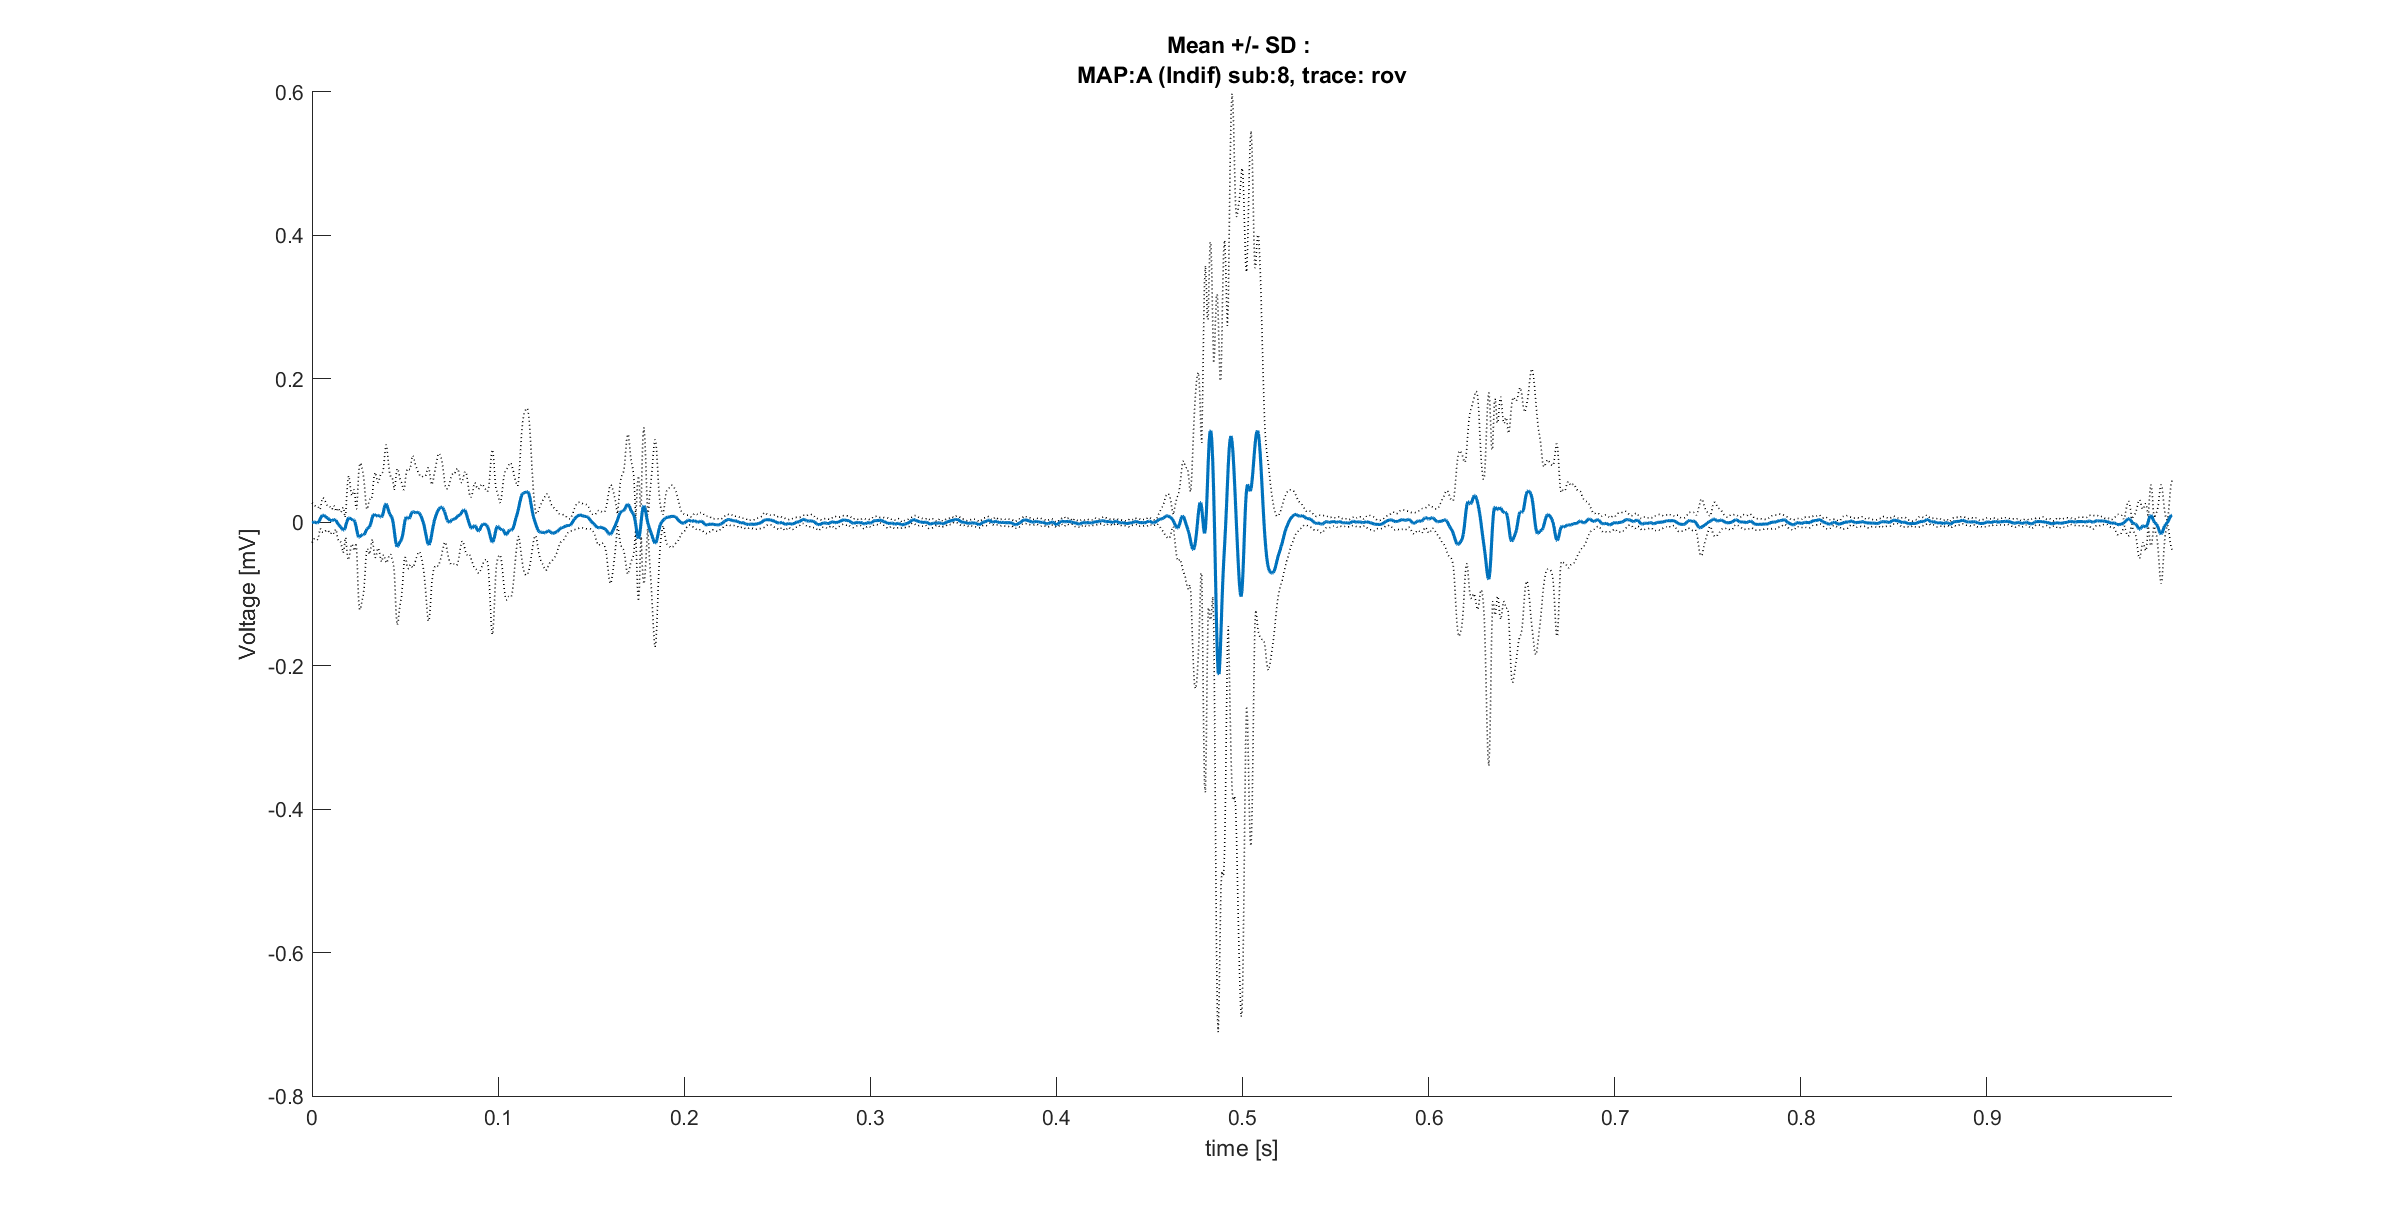 Mean +/- SD :
MAP:A (Indif) sub:8, trace: rov
0.6
0.4
0.2
0
-0.2
-0.4
-0.6
-0.8
Voltage [mV]
0 0.1 0.2 0.3 0.4 0.5 0.6 0.7 0.8 0.9
time [s]